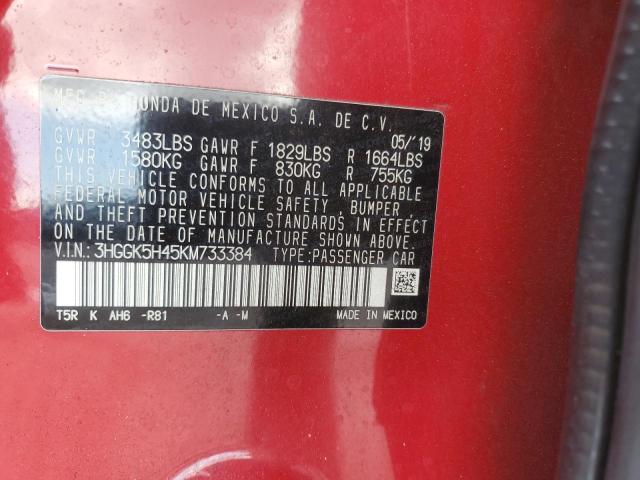 MFG BY HONDA DE MEXICO S.A. DE C.V.
05/'19
GVWR 3483LBS GAWR F 1829LBS R 1664LBS
GVWR 1580KG GAWR F 830KG R 755KG
THIS VEHICLE CONFORMS TO ALL APPLICABLE
FEDERAL MOTOR VEHICLE SAFETY, BUMPER,
AND THEFT PREVENTION STANDARDS IN EFFECT
ON THE DATE OF MANUFACTURE SHOWN ABOVE.
V.I.N.: 3HGGK5H45KM733384 TYPE:PASSENGER CAR
T5R K AH6 -R81 -A -M MADE IN MEXICO